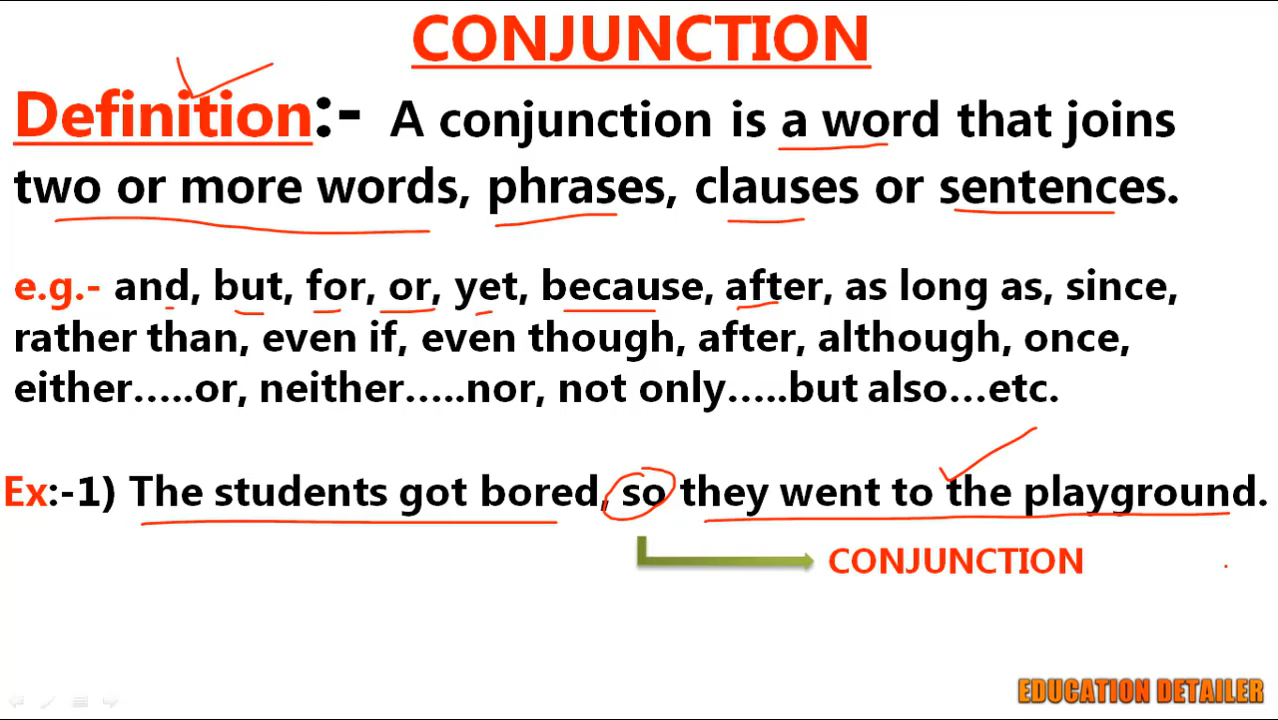 CONJUNCTION
Definition:- A conjunction is a word that joins
two or more words, phrases, clauses or sentences.
e.g.- and, but, for, or, yet, because, after, as long as, since,
rather than, even if, even though, after, although, once,
either.....or, neither.....nor, not only.....but also...etc.
Ex:-1) The students got bored, so they went to the playground.
CONJUNCTION
EDUCATION DETAILER